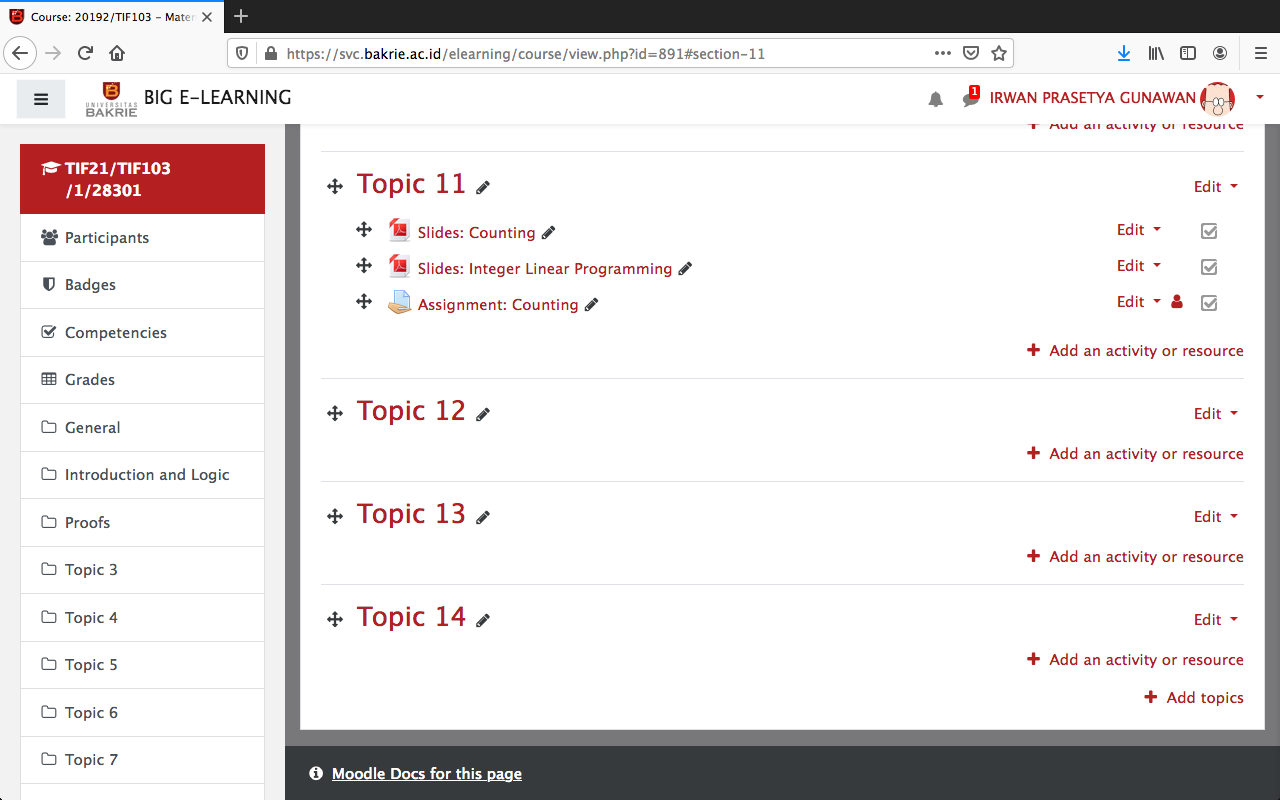 Course: 20192/TIF103 – Mater
https://svc.bakrie.ac.id/elearning/course/view.php?id=891#section-11
UNIVERSITAS
BAKRIE
BIG E-LEARNING
1
IRWAN PRASETYA GUNAWAN
TIF21/TIF103
/1/28301
Participants
Badges
Competencies
Grades
General
Introduction and Logic
Proofs
Topic 3
Topic 4
Topic 5
Topic 6
Topic 7
Add an activity or resource
Topic 11
Edit
Slides: Counting
Edit
Slides: Integer Linear Programming
Edit
Assignment: Counting
Edit
Add an activity or resource
Topic 12
Edit
Add an activity or resource
Topic 13
Edit
Add an activity or resource
Topic 14
Edit
Add an activity or resource
Add topics
Moodle Docs for this page